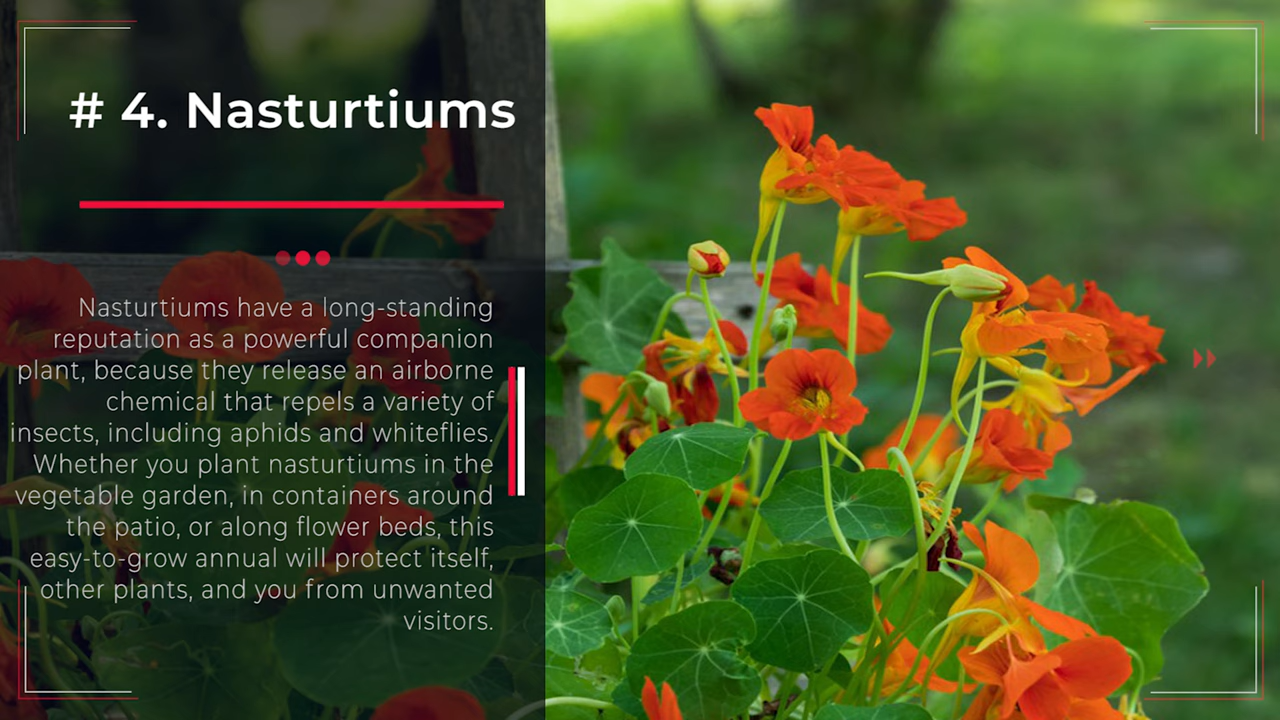 # 4. Nasturtiums
Nasturtiums have a long-standing
reputation as a powerful companion
plant, because they release an airborne
chemical that repels a variety of
insects, including aphids and whiteflies.
Whether you plant nasturtiums in the
vegetable garden, in containers around
the patio, or along flower beds, this
easy-to-grow annual will protect itself,
other plants, and you from unwanted
visitors.